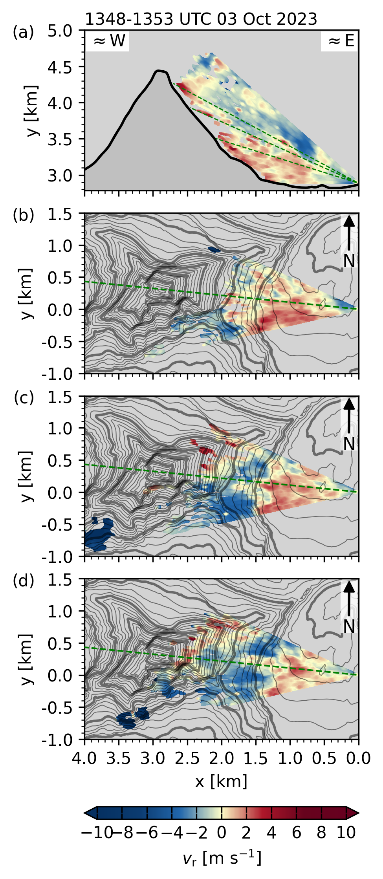 1348-1353 UTC 03 Oct 2023
(a)
≈W
≈E
5.0
4.5
4.0
3.5
3.0
y [km]
(b)
1.5
1.0
0.5
0.0
-0.5
-1.0
y [km]
N
(c)
1.5
1.0
0.5
0.0
-0.5
-1.0
y [km]
N
(d)
1.5
1.0
0.5
0.0
-0.5
-1.0
y [km]
N
4.0 3.5 3.0 2.5 2.0 1.5 1.0 0.5 0.0
x [km]
−10−8 −6 −4 −2 0 2 4 6 8 10
vr [m s−1]